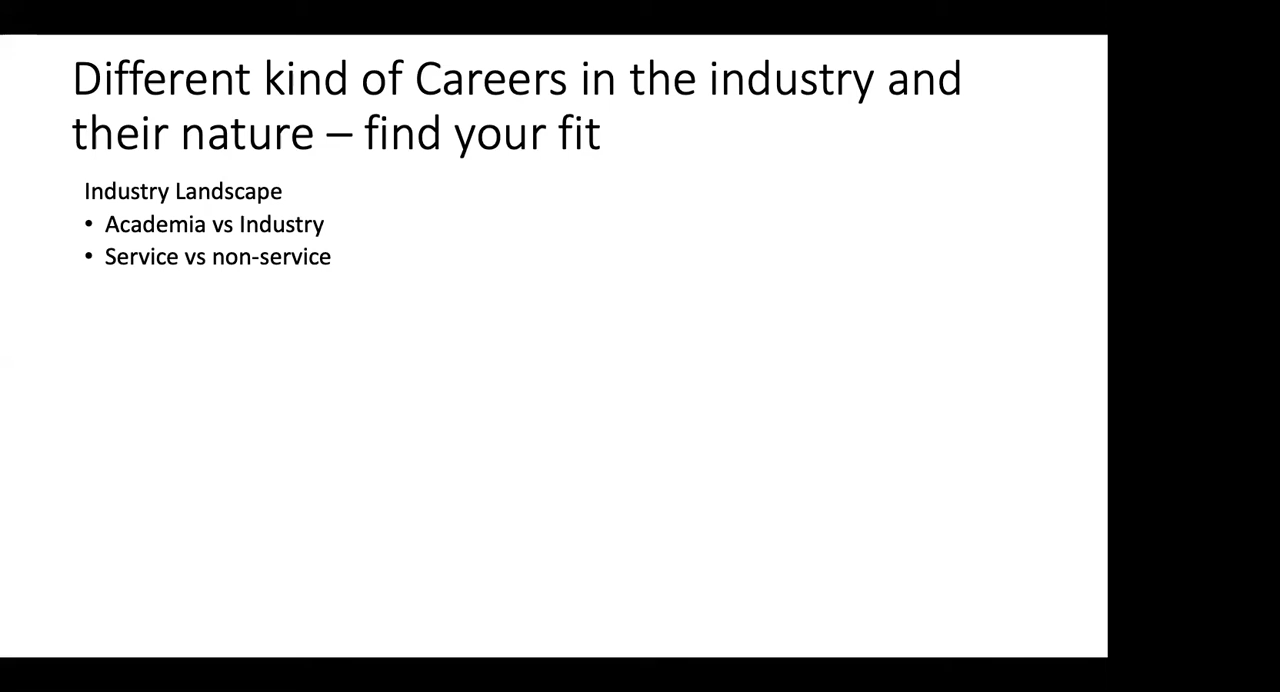 Different kind of Careers in the industry and
their nature – find your fit
Industry Landscape
• Academia vs Industry
• Service vs non-service